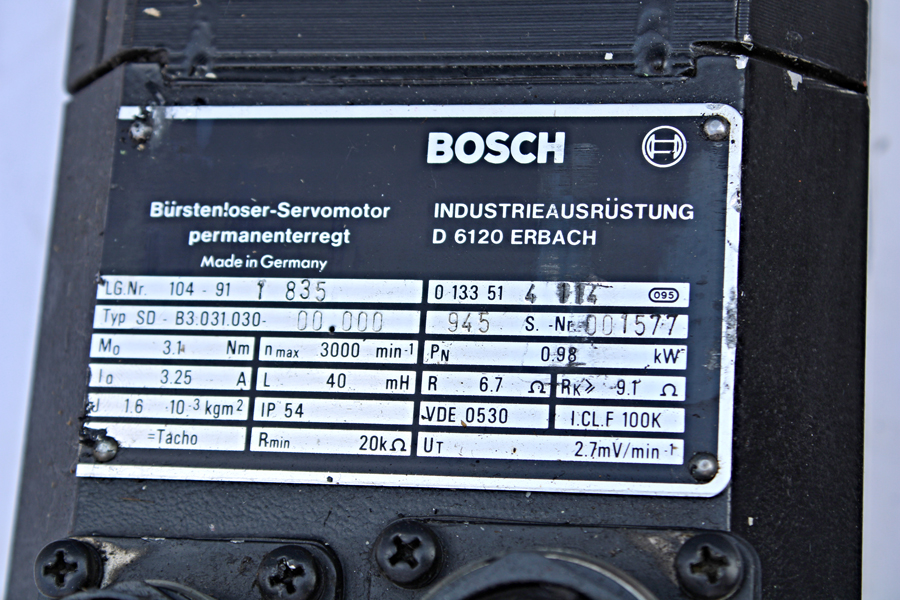 BOSCH
Bürstenloser-Servomotor
permanenterregt
Made in Germany
INDUSTRIEAUSRÜSTUNG
D 6120 ERBACH
LG.Nr. 104 - 91 1 835
0 133 51 4 114 095
Typ SD - B3.031.030- 00.000 945 S. -Nr. 001577
M₀ 3.1 Nm
n max 3000 min⁻¹
PN 0.98 kW
I₀ 3.25 A
L 40 mH
R 6.7 Ω
RK≥ 9.1 Ω
J 1.6 ·10⁻³ kgm²
IP 54
VDE 0530
I.CL.F 100K
=Tacho
Rmin 20kΩ
UT 2.7mV/min⁻¹